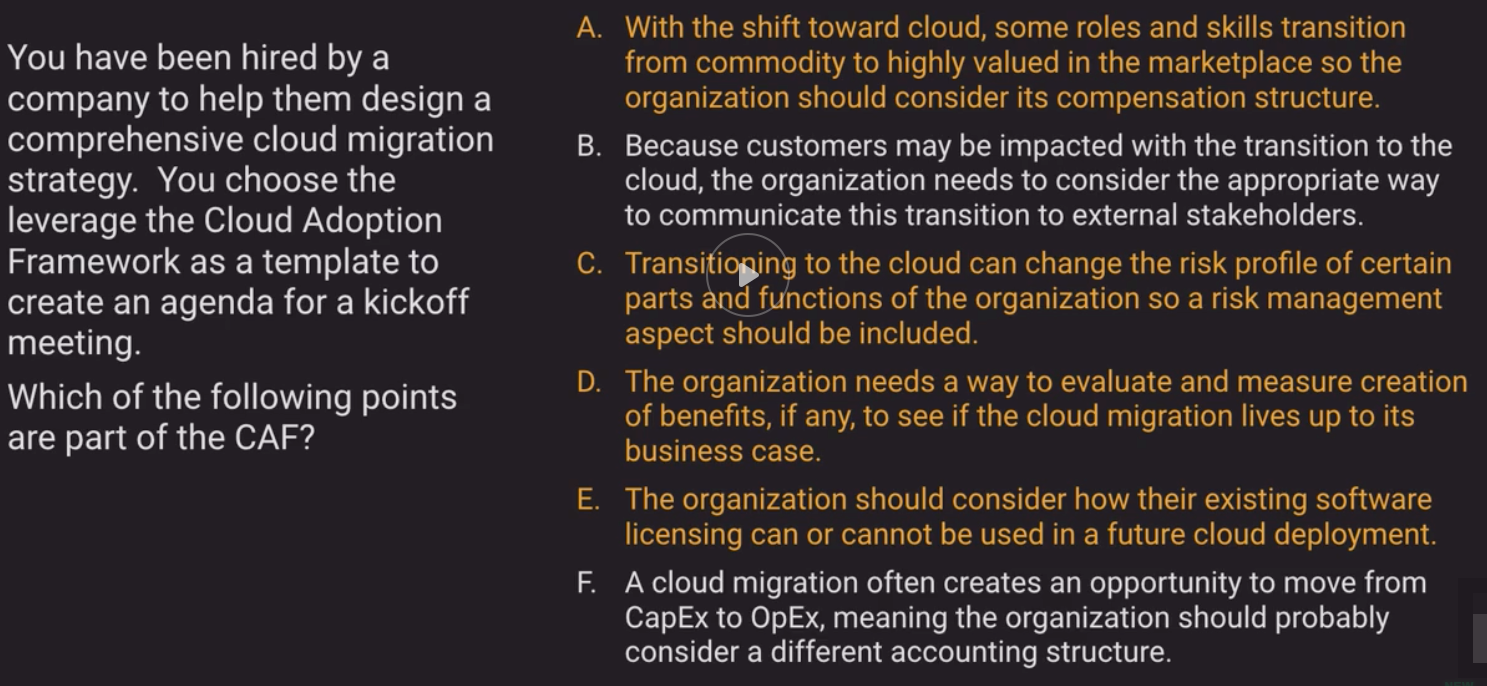 You have been hired by a
company to help them design a
comprehensive cloud migration
strategy.  You choose the
leverage the Cloud Adoption
Framework as a template to
create an agenda for a kickoff
meeting.
Which of the following points
are part of the CAF?
A. With the shift toward cloud, some roles and skills transition
from commodity to highly valued in the marketplace so the
organization should consider its compensation structure.
B. Because customers may be impacted with the transition to the
cloud, the organization needs to consider the appropriate way
to communicate this transition to external stakeholders.
C. Transitioning to the cloud can change the risk profile of certain
parts and functions of the organization so a risk management
aspect should be included.
D. The organization needs a way to evaluate and measure creation
of benefits, if any, to see if the cloud migration lives up to its
business case.
E. The organization should consider how their existing software
licensing can or cannot be used in a future cloud deployment.
F. A cloud migration often creates an opportunity to move from
CapEx to OpEx, meaning the organization should probably
consider a different accounting structure.